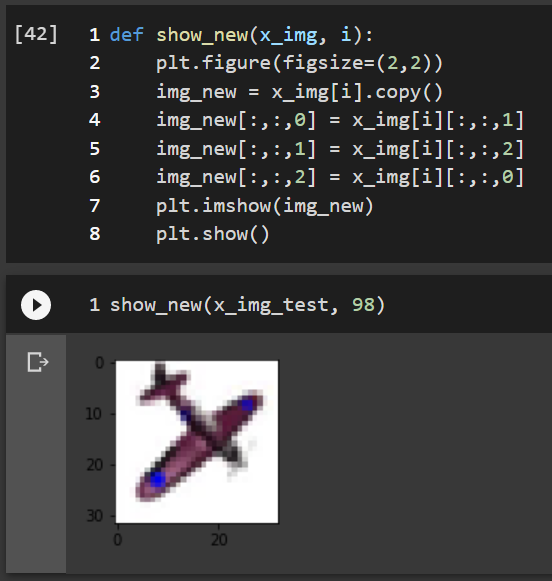 [42] 1 def show_new(x_img, i):
2 plt.figure(figsize=(2,2))
3 img_new = x_img[i].copy()
4 img_new[:,:,0] = x_img[i][:,:,1]
5 img_new[:,:,1] = x_img[i][:,:,2]
6 img_new[:,:,2] = x_img[i][:,:,0]
7 plt.imshow(img_new)
8 plt.show()
1 show_new(x_img_test, 98)
0
10
20
30
0 20